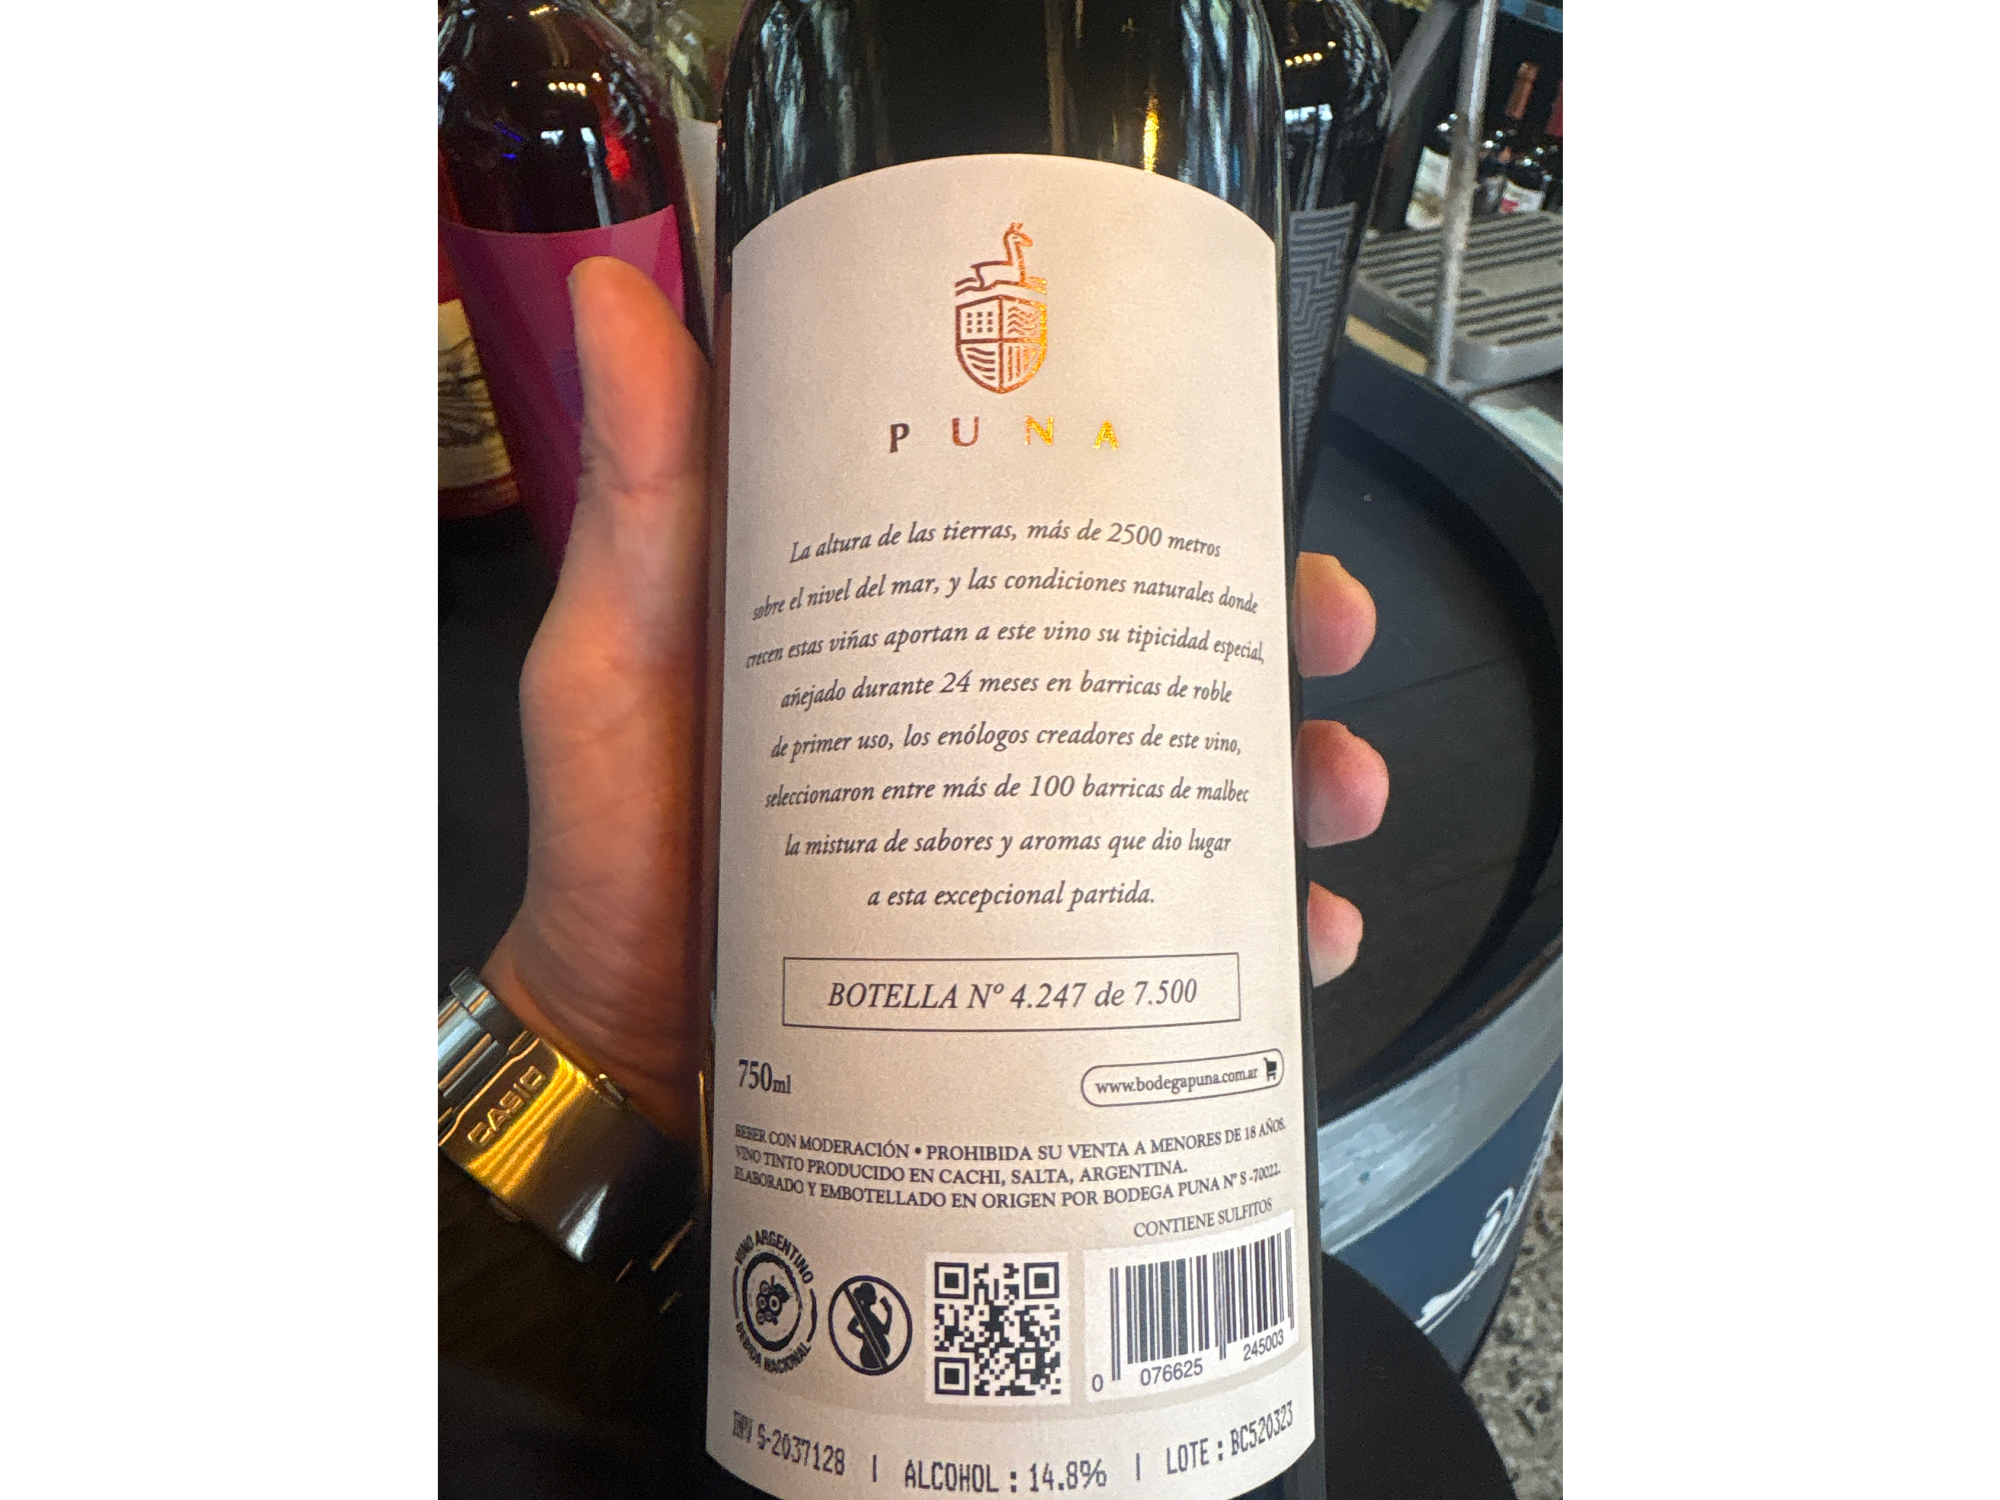 PUNA
La altura de las tierras, más de 2500 metros
sobre el nivel del mar, y las condiciones naturales donde
crecen estas viñas aportan a este vino su tipicidad especial,
añejado durante 24 meses en barricas de roble
de primer uso, los enólogos creadores de este vino,
seleccionaron entre más de 100 barricas de malbec
la mistura de sabores y aromas que dio lugar
a esta excepcional partida.
BOTELLA Nº 4.247 de 7.500
750ml
www.bodegapuna.com.ar
BEBER CON MODERACIÓN • PROHIBIDA SU VENTA A MENORES DE 18 AÑOS.
VINO TINTO PRODUCIDO EN CACHI, SALTA, ARGENTINA.
ELABORADO Y EMBOTELLADO EN ORIGEN POR BODEGA PUNA Nº S -70022.
CONTIENE SULFITOS
VINO ARGENTINO
BEBIDA NACIONAL
0 076625 245003
INV S-2037128 | ALCOHOL : 14.8% | LOTE : BC520323
CASIO